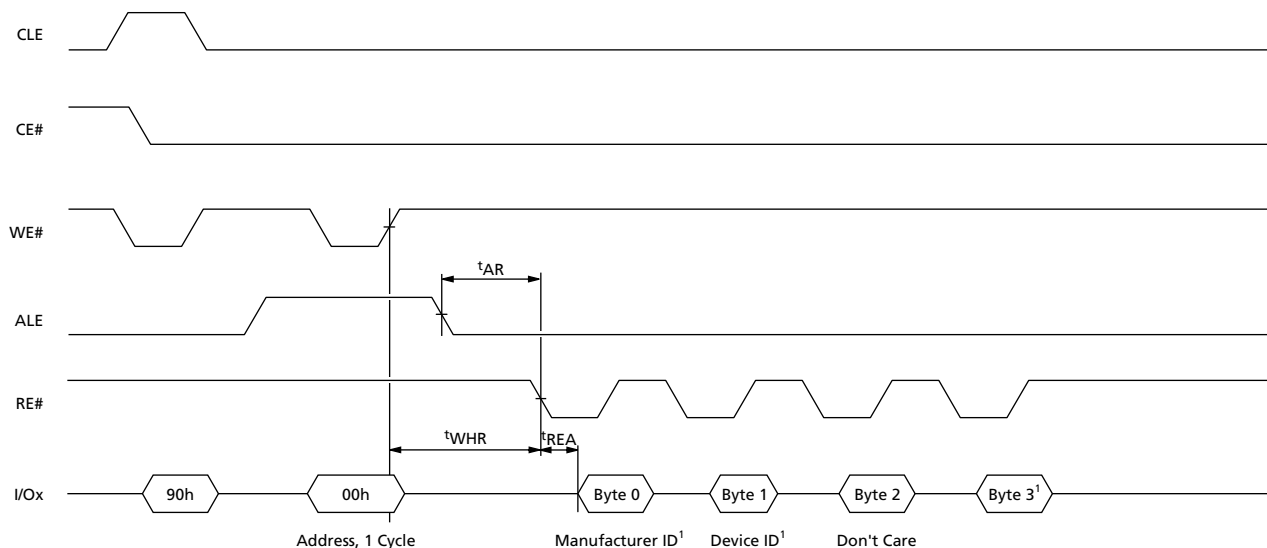 CLE
CE#
WE#
tAR
ALE
RE#
tWHR tREA
I/Ox 90h 00h Byte 0 Byte 1 Byte 2 Byte 3¹
Address, 1 Cycle Manufacturer ID¹ Device ID¹ Don't Care